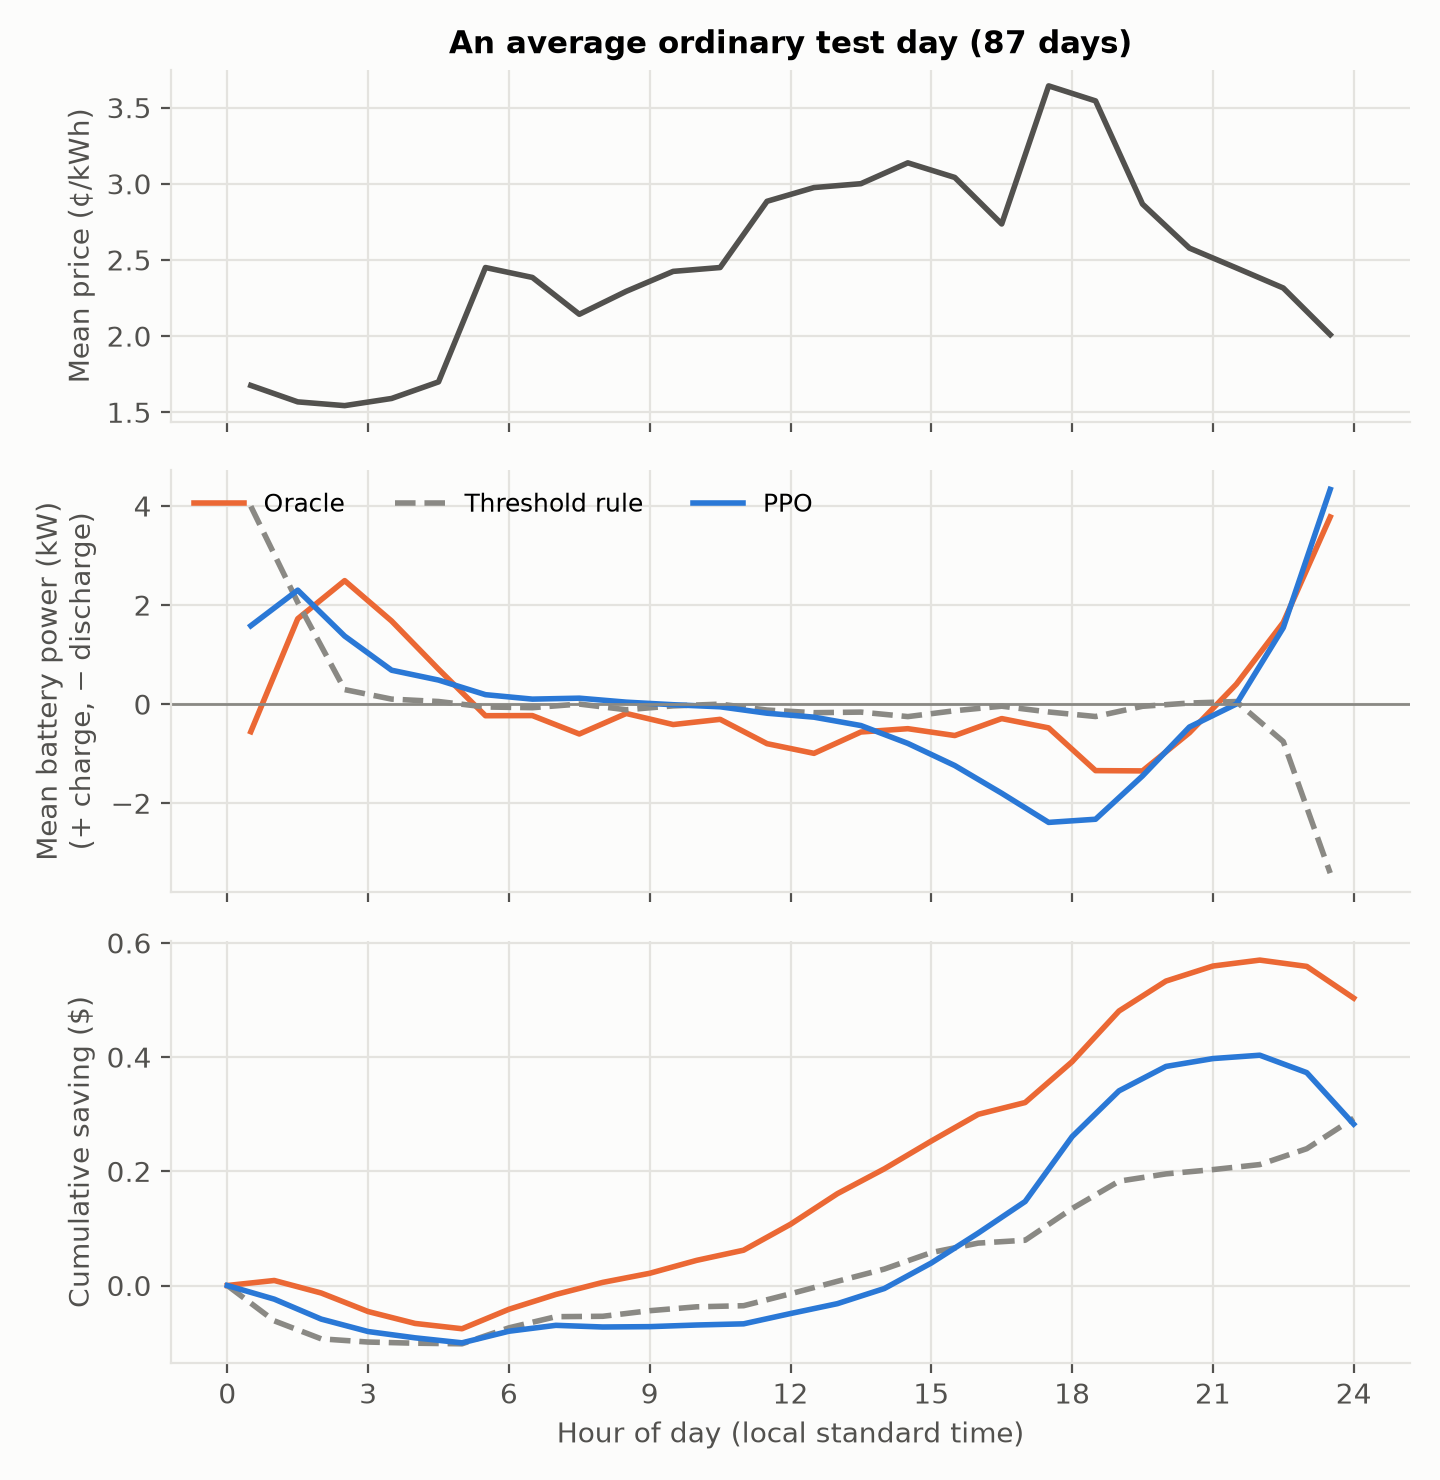 An average ordinary test day (87 days)
Mean price (¢/kWh)
3.5
3.0
2.5
2.0
1.5
Oracle
Threshold rule
PPO
Mean battery power (kW)
(+ charge, − discharge)
4
2
0
−2
Cumulative saving ($)
0.6
0.4
0.2
0.0
0 3 6 9 12 15 18 21 24
Hour of day (local standard time)